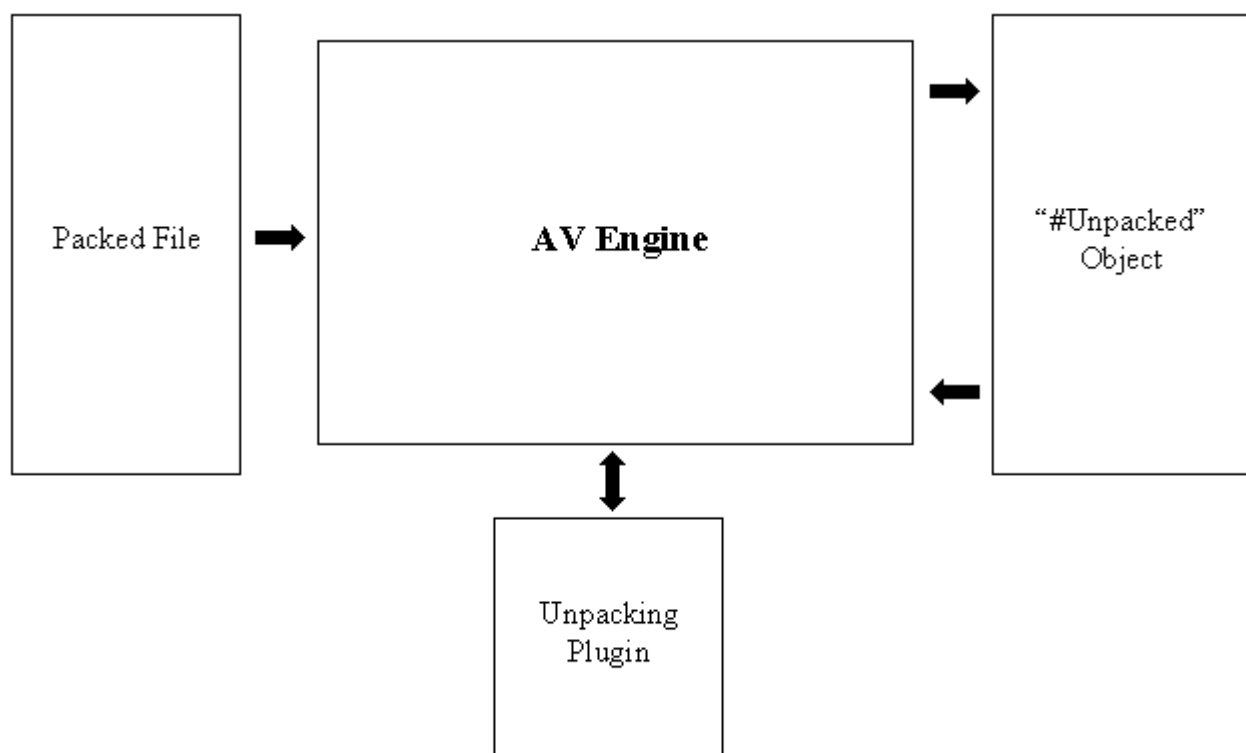 Packed File
AV Engine
“#Unpacked”
Object
Unpacking
Plugin